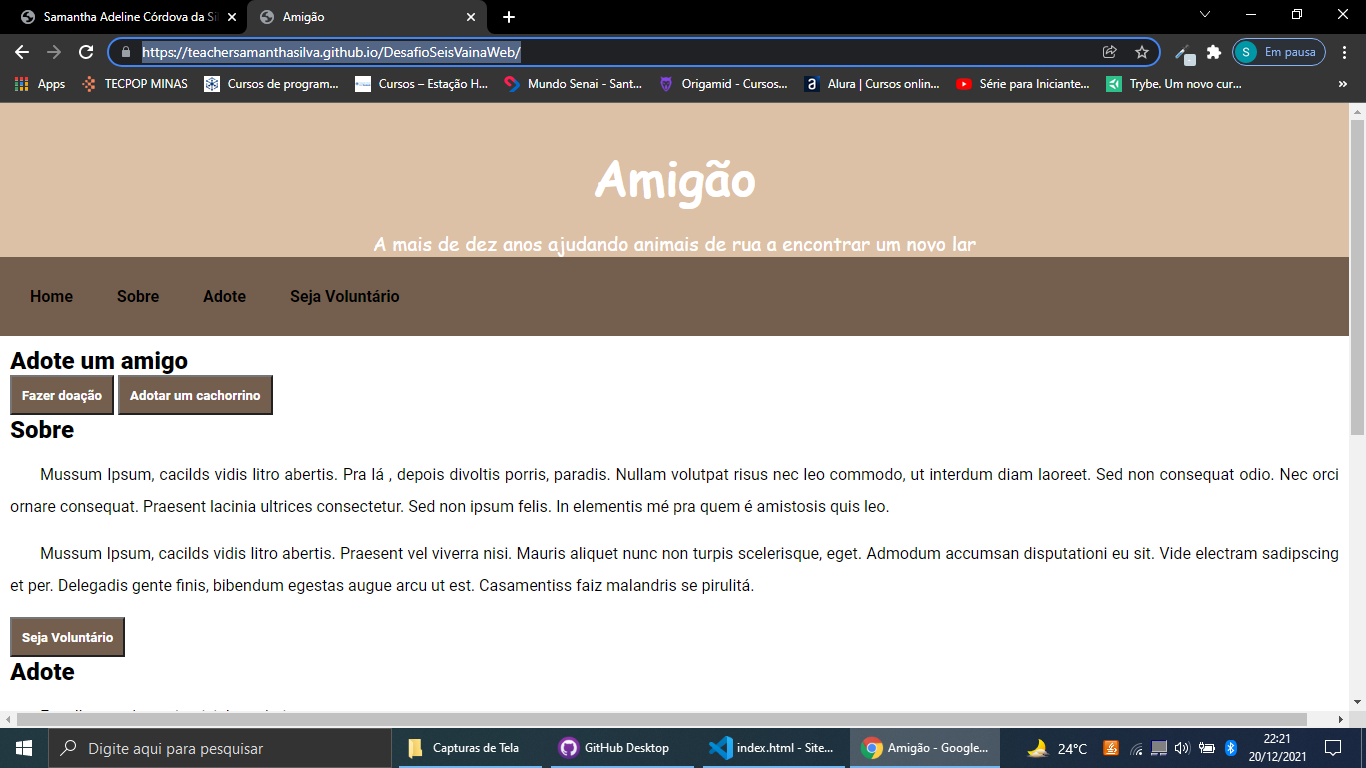 Samantha Adeline Córdova da Sil
Amigão
https://teachersamanthasilva.github.io/DesafioSeisVainaWeb/
S Em pausa
Apps TECPOP MINAS Cursos de program... Cursos – Estação H... Mundo Senai - Sant... Origamid - Cursos... a Alura | Cursos onlin... Série para Iniciante... Trybe. Um novo cur... »
Amigão
A mais de dez anos ajudando animais de rua a encontrar um novo lar
Home Sobre Adote Seja Voluntário
Adote um amigo
Fazer doação Adotar um cachorrino
Sobre
Mussum Ipsum, cacilds vidis litro abertis. Pra lá , depois divoltis porris, paradis. Nullam volutpat risus nec leo commodo, ut interdum diam laoreet. Sed non consequat odio. Nec orci
ornare consequat. Praesent lacinia ultrices consectetur. Sed non ipsum felis. In elementis mé pra quem é amistosis quis leo.
Mussum Ipsum, cacilds vidis litro abertis. Praesent vel viverra nisi. Mauris aliquet nunc non turpis scelerisque, eget. Admodum accumsan disputationi eu sit. Vide electram sadipscing
et per. Delegadis gente finis, bibendum egestas augue arcu ut est. Casamentiss faiz malandris se pirulitá.
Seja Voluntário
Adote
Digite aqui para pesquisar
Capturas de Tela
GitHub Desktop
index.html - Site...
Amigão - Google...
24°C
22:21
20/12/2021